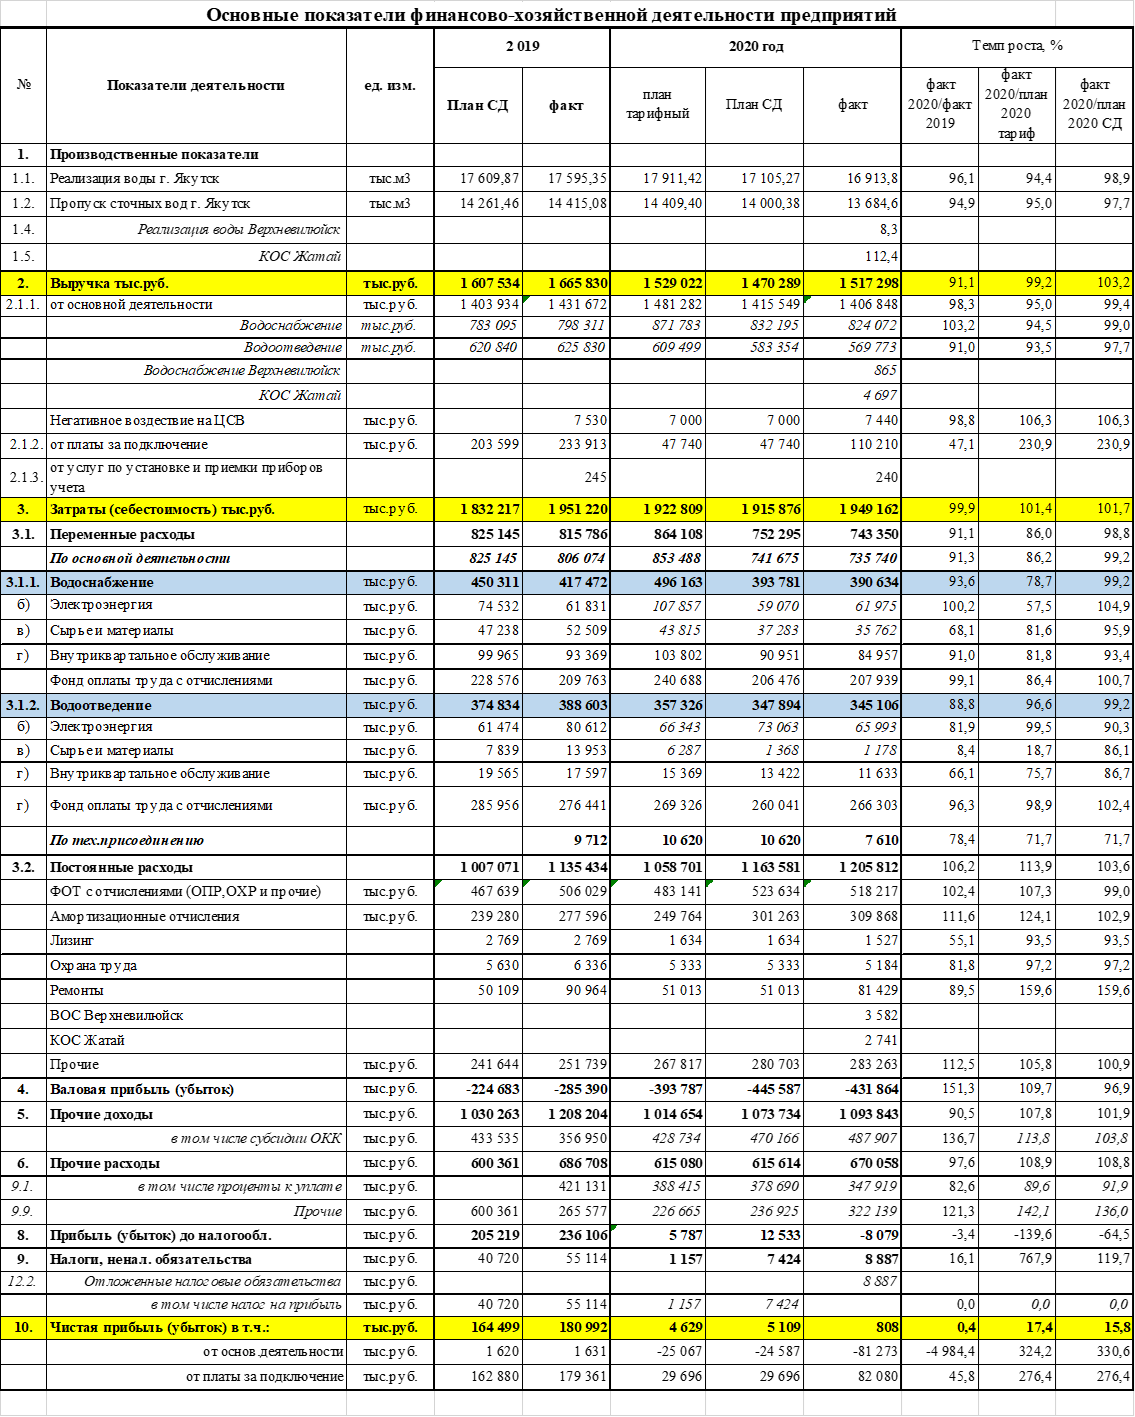 Основные показатели финансово-хозяйственной деятельности предприятий
№ Показатели деятельности ед. изм. 2 019 2020 год Темп роста, %
План СД факт план тарифный План СД факт факт 2020/факт 2019 факт 2020/план 2020 тариф факт 2020/план 2020 СД
1. Производственные показатели
1.1. Реализация воды г. Якутск тыс.м3 17 609,87 17 595,35 17 911,42 17 105,27 16 913,8 96,1 94,4 98,9
1.2. Пропуск сточных вод г. Якутск тыс.м3 14 261,46 14 415,08 14 409,40 14 000,38 13 684,6 94,9 95,0 97,7
1.4. Реализация воды Верхневилюйск 8,3
1.5. КОС Жатай 112,4
2. Выручка тыс.руб. тыс.руб. 1 607 534 1 665 830 1 529 022 1 470 289 1 517 298 91,1 99,2 103,2
2.1.1. от основной деятельности тыс.руб. 1 403 934 1 431 672 1 481 282 1 415 549 1 406 848 98,3 95,0 99,4
Водоснабжение тыс.руб. 783 095 798 311 871 783 832 195 824 072 103,2 94,5 99,0
Водоотведение тыс.руб. 620 840 625 830 609 499 583 354 569 773 91,0 93,5 97,7
Водоснабжение Верхневилюйск 865
КОС Жатай 4 697
Негативное воздествие на ЦСВ тыс.руб. 7 530 7 000 7 000 7 440 98,8 106,3 106,3
2.1.2. от платы за подключение тыс.руб. 203 599 233 913 47 740 47 740 110 210 47,1 230,9 230,9
2.1.3. от услуг по установке и приемки приборов
учета 245 240
3. Затраты (себестоимость) тыс.руб. тыс.руб. 1 832 217 1 951 220 1 922 809 1 915 876 1 949 162 99,9 101,4 101,7
3.1. Переменные расходы 825 145 815 786 864 108 752 295 743 350 91,1 86,0 98,8
По основной деятельности 825 145 806 074 853 488 741 675 735 740 91,3 86,2 99,2
3.1.1. Водоснабжение тыс.руб. 450 311 417 472 496 163 393 781 390 634 93,6 78,7 99,2
б) Электроэнергия тыс.руб. 74 532 61 831 107 857 59 070 61 975 100,2 57,5 104,9
в) Сырье и материалы тыс.руб. 47 238 52 509 43 815 37 283 35 762 68,1 81,6 95,9
г) Внутриквартальное обслуживание тыс.руб. 99 965 93 369 103 802 90 951 84 957 91,0 81,8 93,4
Фонд оплаты труда с отчислениями тыс.руб. 228 576 209 763 240 688 206 476 207 939 99,1 86,4 100,7
3.1.2. Водоотведение тыс.руб. 374 834 388 603 357 326 347 894 345 106 88,8 96,6 99,2
б) Электроэнергия тыс.руб. 61 474 80 612 66 343 73 063 65 993 81,9 99,5 90,3
в) Сырье и материалы тыс.руб. 7 839 13 953 6 287 1 368 1 178 8,4 18,7 86,1
г) Внутриквартальное обслуживание тыс.руб. 19 565 17 597 15 369 13 422 11 633 66,1 75,7 86,7
г) Фонд оплаты труда с отчислениями тыс.руб. 285 956 276 441 269 326 260 041 266 303 96,3 98,9 102,4
По тех.присоединению 9 712 10 620 10 620 7 610 78,4 71,7 71,7
3.2. Постоянные расходы 1 007 071 1 135 434 1 058 701 1 163 581 1 205 812 106,2 113,9 103,6
ФОТ с отчислениями (ОПР,ОХР и прочие) тыс.руб. 467 639 506 029 483 141 523 634 518 217 102,4 107,3 99,0
Амортизационные отчисления тыс.руб. 239 280 277 596 249 764 301 263 309 868 111,6 124,1 102,9
Лизинг 2 769 2 769 1 634 1 634 1 527 55,1 93,5 93,5
Охрана труда 5 630 6 336 5 333 5 333 5 184 81,8 97,2 97,2
Ремонты 50 109 90 964 51 013 51 013 81 429 89,5 159,6 159,6
ВОС Верхневилюйск 3 582
КОС Жатай 2 741
Прочие тыс.руб. 241 644 251 739 267 817 280 703 283 263 112,5 105,8 100,9
4. Валовая прибыль (убыток) тыс.руб. -224 683 -285 390 -393 787 -445 587 -431 864 151,3 109,7 96,9
5. Прочие доходы тыс.руб. 1 030 263 1 208 204 1 014 654 1 073 734 1 093 843 90,5 107,8 101,9
в том числе субсидии ОКК тыс.руб. 433 535 356 950 428 734 470 166 487 907 136,7 113,8 103,8
6. Прочие расходы тыс.руб. 600 361 686 708 615 080 615 614 670 058 97,6 108,9 108,8
9.1. в том числе проценты к уплате тыс.руб. 421 131 388 415 378 690 347 919 82,6 89,6 91,9
9.9. Прочие тыс.руб. 600 361 265 577 226 665 236 925 322 139 121,3 142,1 136,0
8. Прибыль (убыток) до налогообл. тыс.руб. 205 219 236 106 5 787 12 533 -8 079 -3,4 -139,6 -64,5
9. Налоги, ненал. обязательства тыс.руб. 40 720 55 114 1 157 7 424 8 887 16,1 767,9 119,7
12.2. Отложенные налоговые обязательства тыс.руб. 8 887
в том числе налог на прибыль тыс.руб. 40 720 55 114 1 157 7 424 0,0 0,0 0,0
10. Чистая прибыль (убыток) в т.ч.: тыс.руб. 164 499 180 992 4 629 5 109 808 0,4 17,4 15,8
от основ.деятельности тыс.руб. 1 620 1 631 -25 067 -24 587 -81 273 -4 984,4 324,2 330,6
от платы за подключение тыс.руб. 162 880 179 361 29 696 29 696 82 080 45,8 276,4 276,4